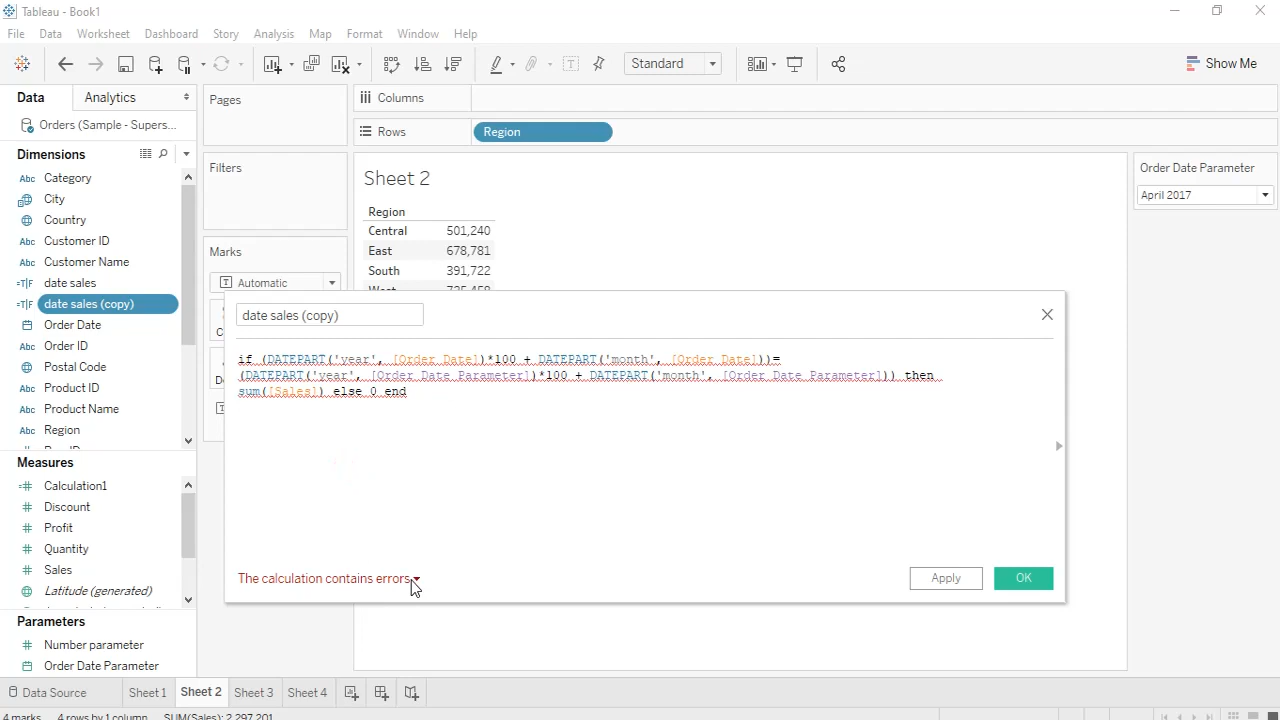 Tableau - Book1
File Data Worksheet Dashboard Story Analysis Map Format Window Help
Standard
Show Me
Data Analytics
Pages
Columns
Orders (Sample - Supers...
Rows Region
Dimensions
Filters
Sheet 2
Order Date Parameter
April 2017
Abc Category
City
Country
Abc Customer ID
Abc Customer Name
=T|F date sales
=T|F date sales (copy)
Order Date
Abc Order ID
Postal Code
Abc Product ID
Abc Product Name
Abc Region
Marks
Automatic
Region
Central 501,240
East 678,781
South 391,722
date sales (copy)
if (DATEPART('year', [Order Date])*100 + DATEPART('month', [Order Date]))=
(DATEPART('year', [Order Date Parameter])*100 + DATEPART('month', [Order Date Parameter])) then
sum([Sales]) else 0 end
The calculation contains errors
Apply OK
Measures
Calculation1
Discount
Profit
Quantity
Sales
Latitude (generated)
Parameters
Number parameter
Order Date Parameter
Data Source Sheet 1 Sheet 2 Sheet 3 Sheet 4
4 marks 4 rows by 1 column SUM(Sales): 2,297,201